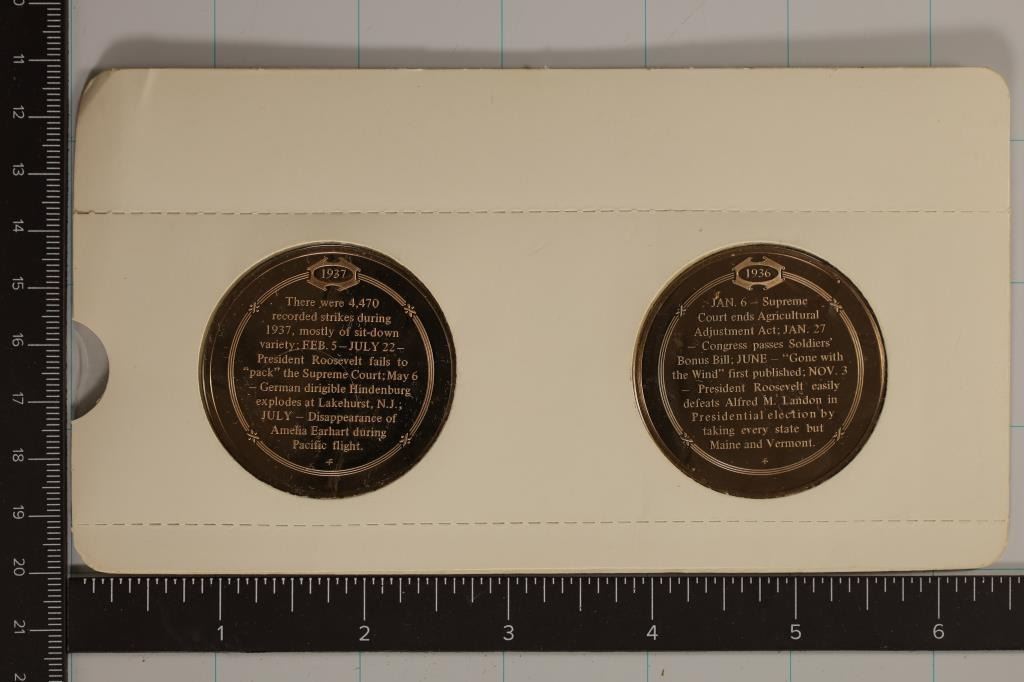 1937
There were 4,470
recorded strikes during
1937, mostly of sit-down
variety; FEB. 5—JULY 22—
President Roosevelt fails to
"pack" the Supreme Court; May 6
— German dirigible Hindenburg
explodes at Lakehurst, N.J.;
JULY — Disappearance of
Amelia Earhart during
Pacific flight.
1936
JAN. 6 — Supreme
Court ends Agricultural
Adjustment Act; JAN. 27
— Congress passes Soldiers'
Bonus Bill; JUNE — "Gone with
the Wind" first published; NOV. 3
— President Roosevelt easily
defeats Alfred M. Landon in
Presidential election by
taking every state but
Maine and Vermont.
11
12
13
14
15
16
17
18
19
20
21
1 2 3 4 5 6